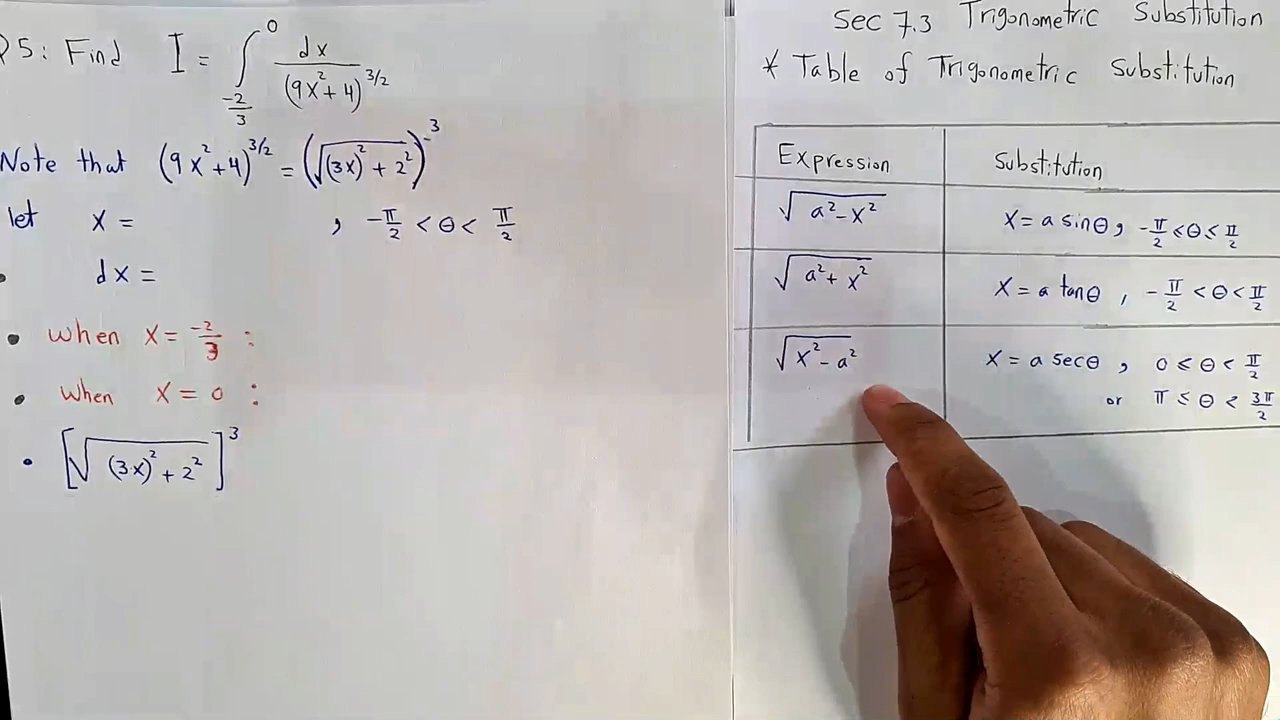 5: Find I = ∫_{-2/3}^{0} dx / (9x²+4)^{3/2}
Note that (9x²+4)^{3/2} = (√((3x)²+2²))^3
let x = , -π/2 < θ < π/2
dx =
• When x = -2/3 :
• When x = 0 :
• [√((3x)²+2²)]³
Sec 7.3 Trigonometric Substitution
* Table of Trigonometric Substitution
Expression Substitution
√(a²-x²) x = a sinθ, -π/2 ≤ θ ≤ π/2
√(a²+x²) x = a tanθ , -π/2 < θ < π/2
√(x²-a²) x = a secθ , 0 ≤ θ < π/2
or π ≤ θ < 3π/2